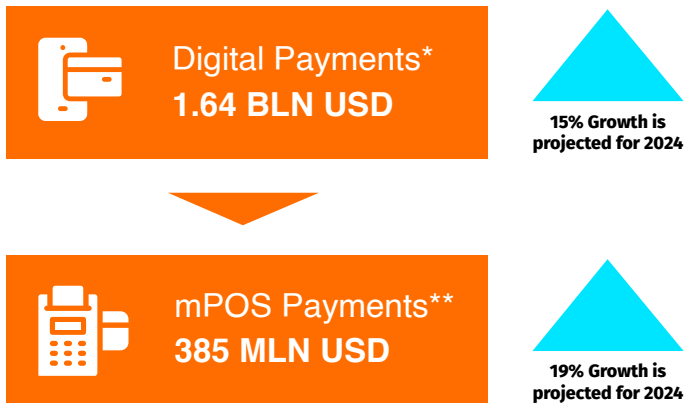 Digital Payments*
1.64 BLN USD
15% Growth is
projected for 2024
mPOS Payments**
385 MLN USD
19% Growth is
projected for 2024